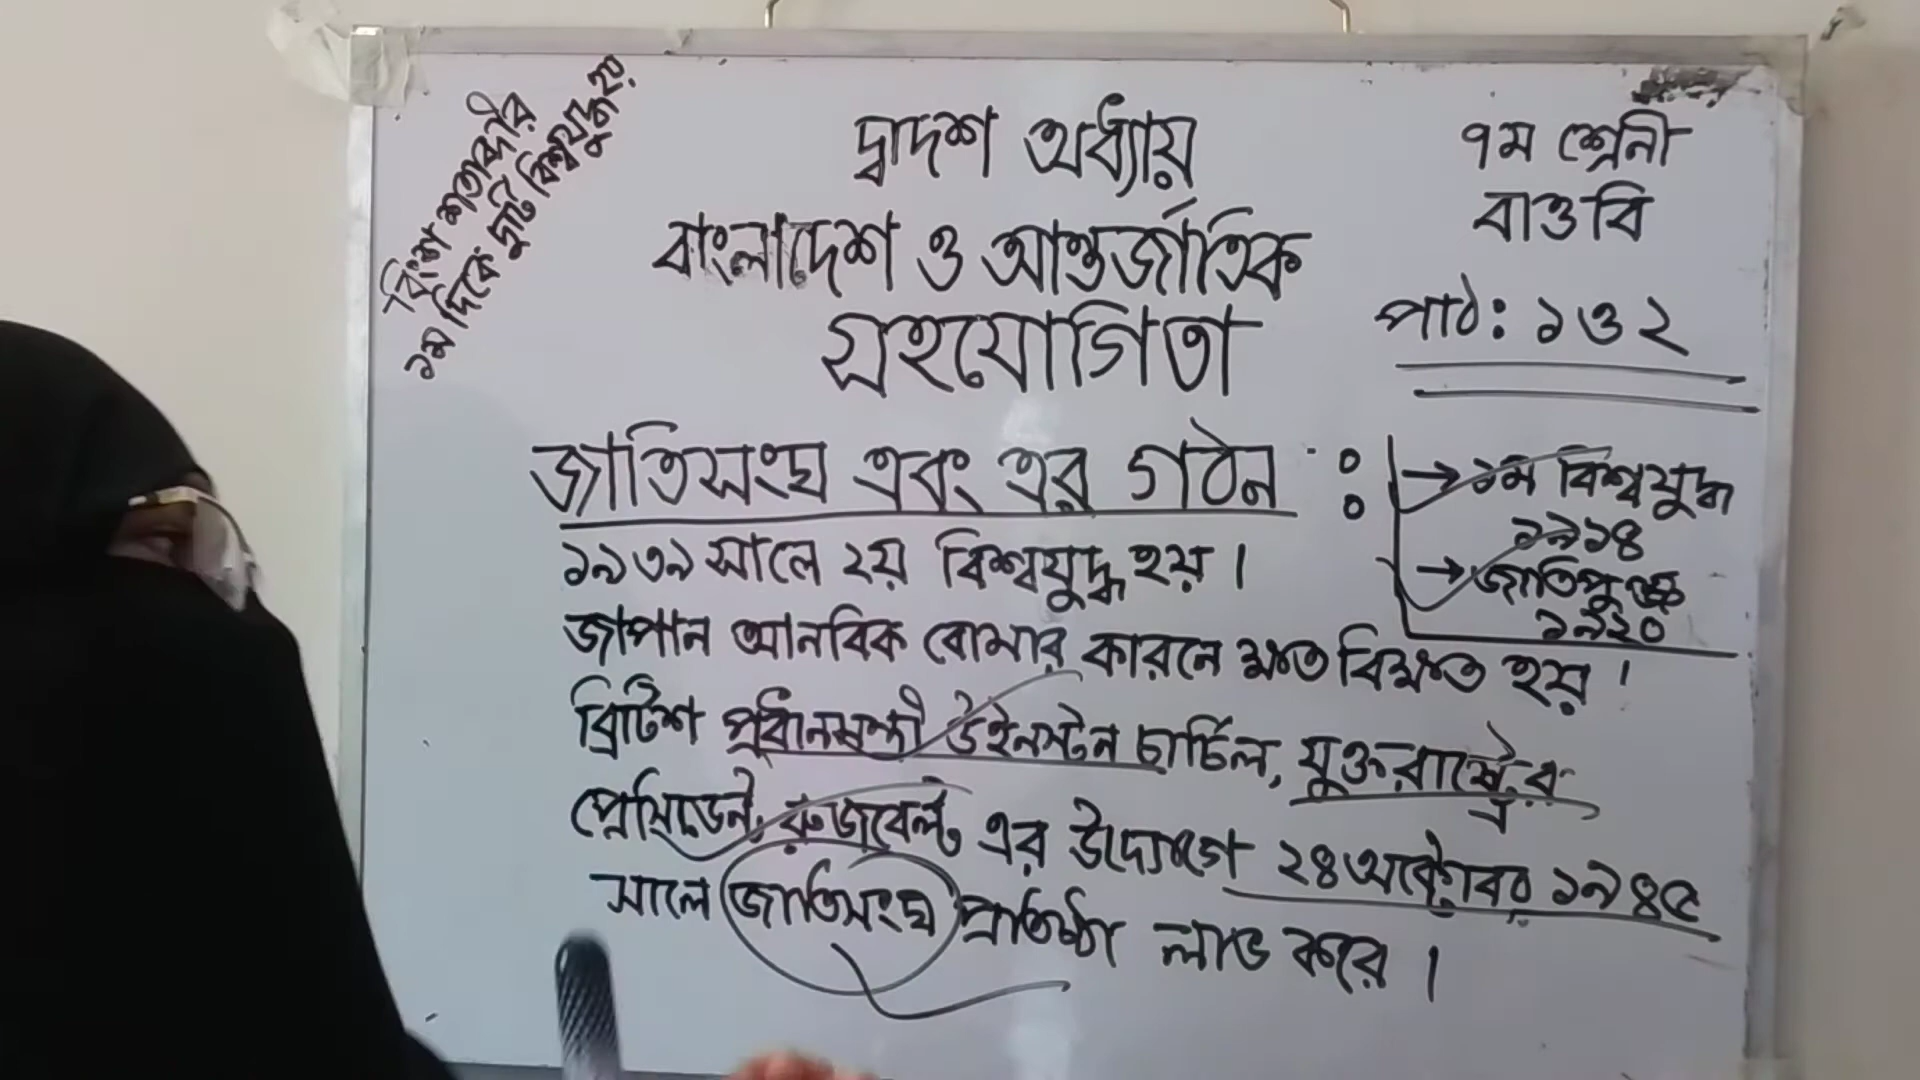 বিংশ শতাব্দীর
১ম দিকে দুটি বিশ্বযুদ্ধ হয়
দ্বাদশ অধ্যায়
বাংলাদেশ ও আন্তর্জাতিক
সহযোগিতা
৭ম শ্রেনী
বাওবি
পাঠ: ১ও২
জাতিসংঘ এবং এর গঠন :
→ ১ম বিশ্বযুদ্ধ
১৯১৪
→ জাতিপুঞ্জ
১৯২০
১৯৩৯ সালে ২য় বিশ্বযুদ্ধ হয়।
জাপান আনবিক বোমার কারনে ক্ষত বিক্ষত হয়।
ব্রিটিশ প্রধানমন্ত্রী উইনস্টন চার্চিল, যুক্তরাষ্ট্রের
প্রেসিডেন্ট রুজবেল্ট এর উদ্যোগে ২৪ অক্টোবর ১৯৪৫
সালে জাতিসংঘ প্রতিষ্ঠা লাভ করে।